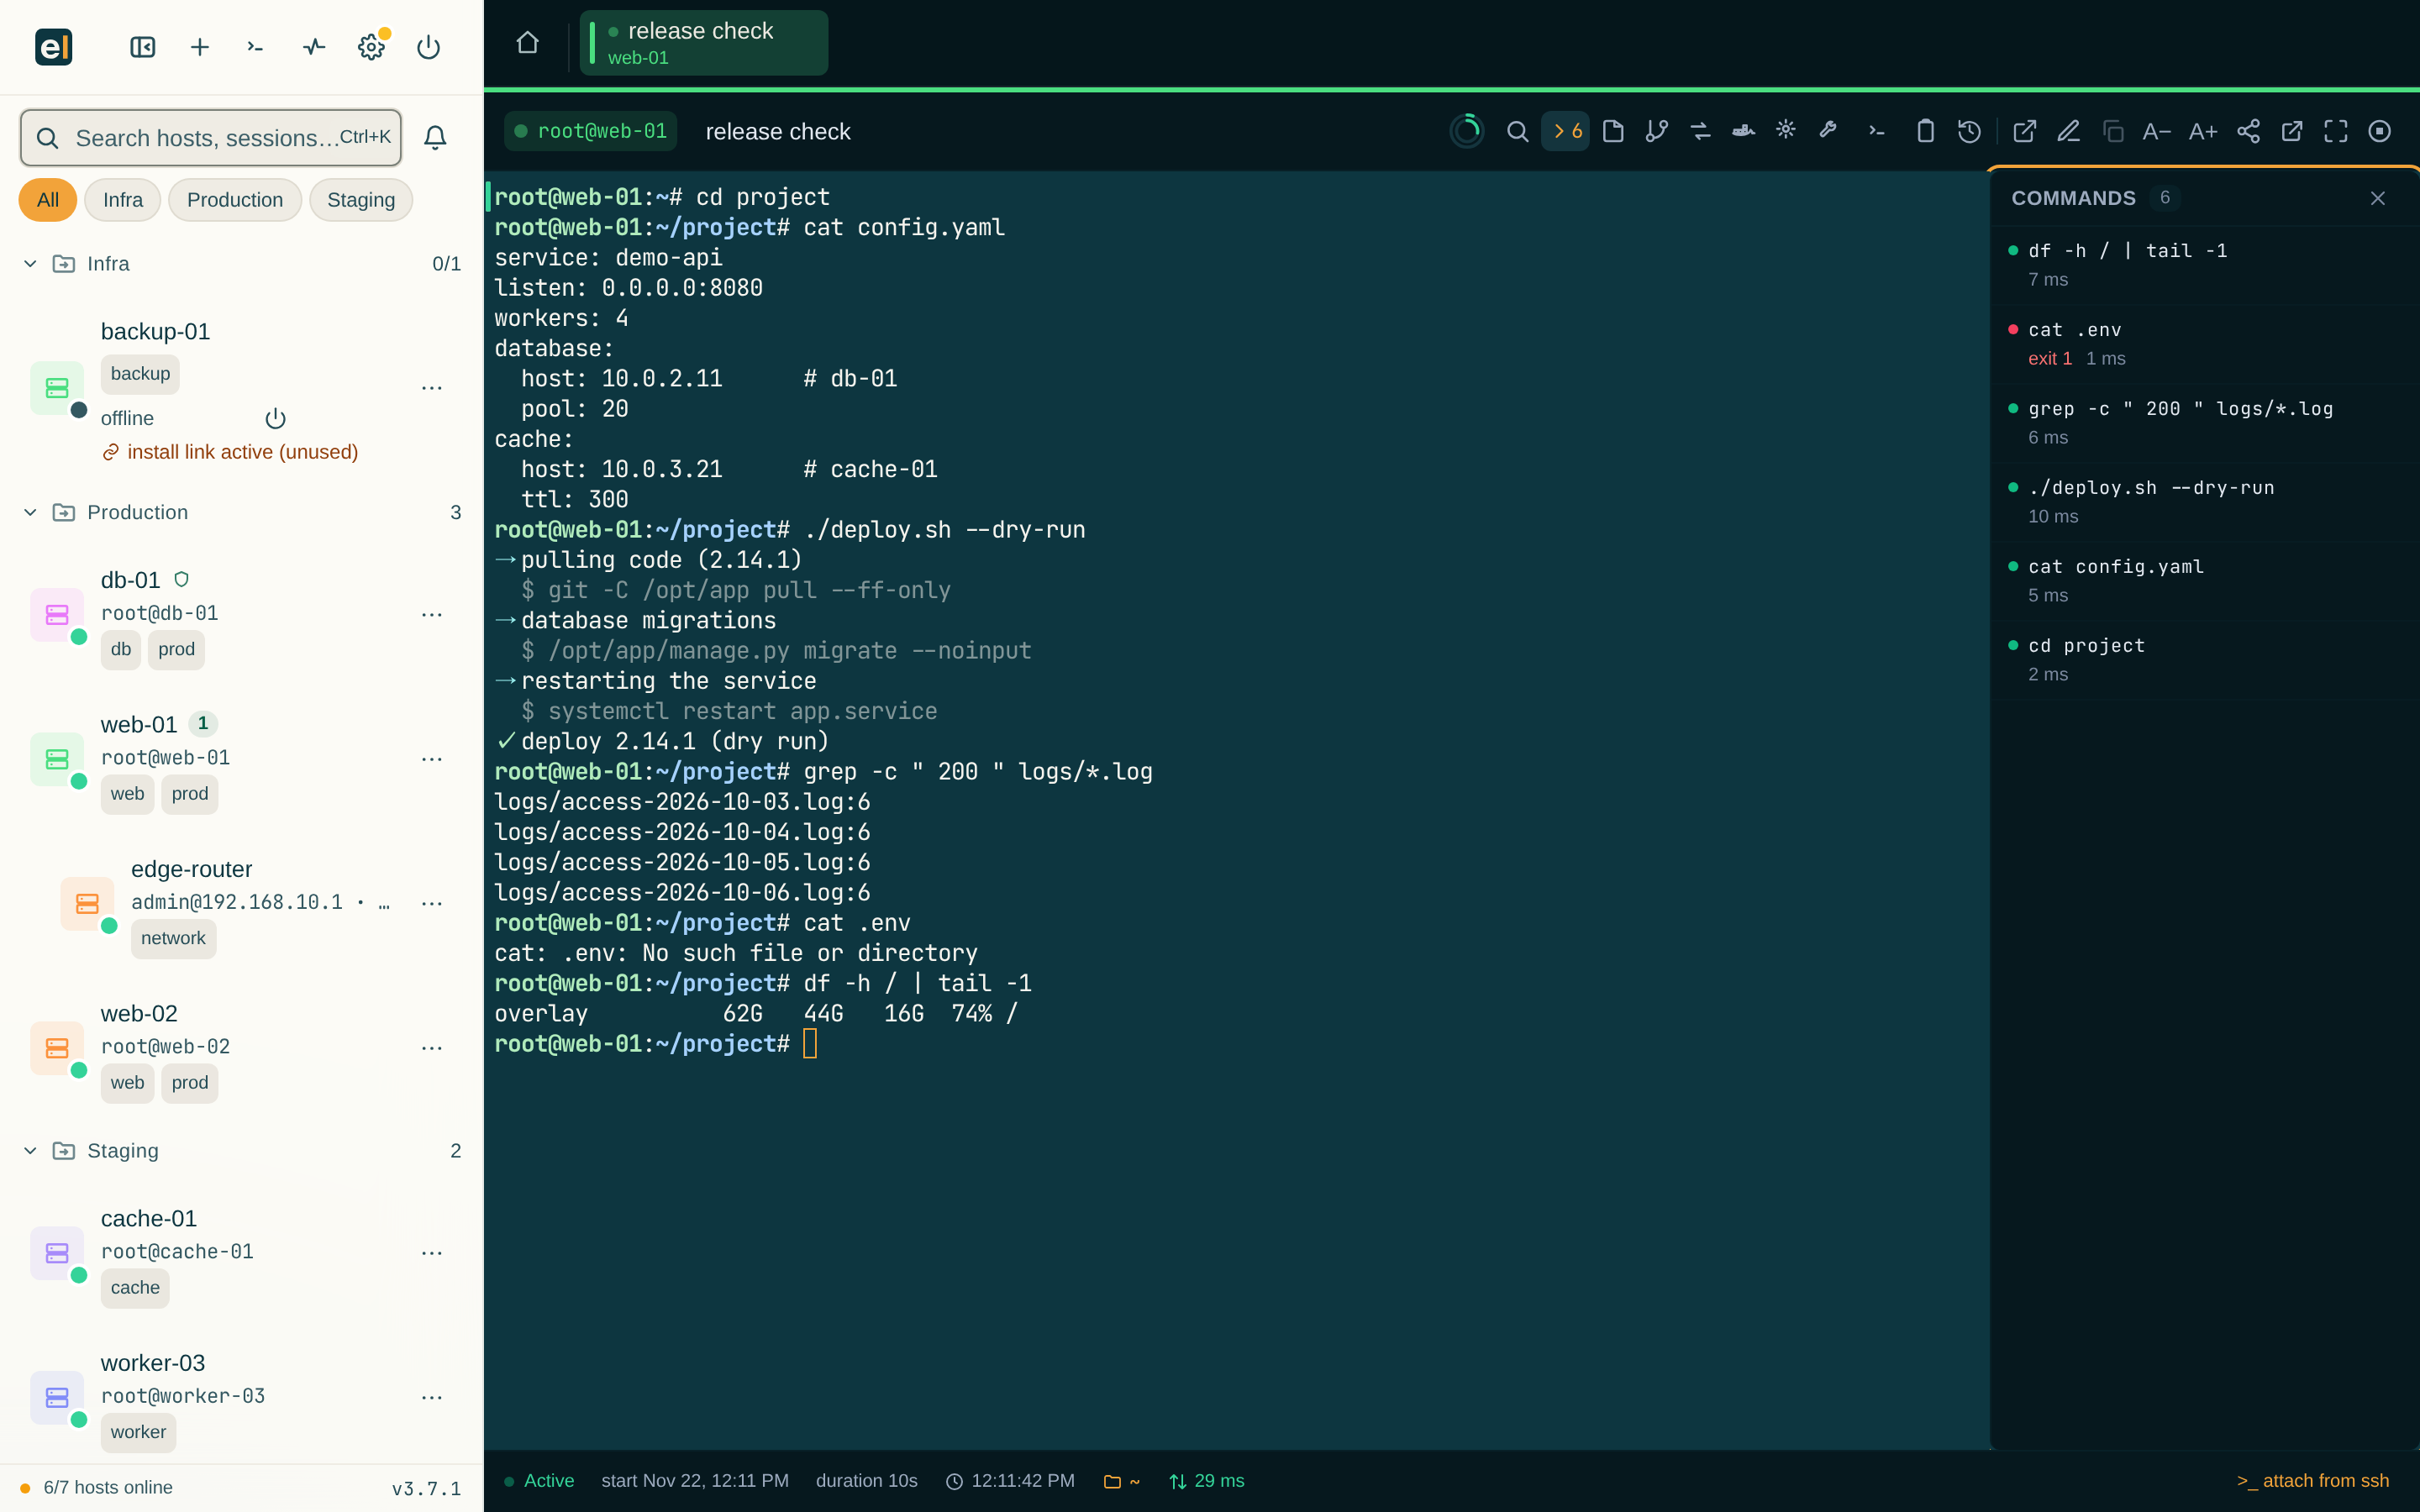 el
Search hosts, sessions… Ctrl+K
All Infra Production Staging
Infra 0/1
backup-01
backup
offline
install link active (unused)
Production 3
db-01
root@db-01
db prod
web-01 1
root@web-01
web prod
edge-router
admin@192.168.10.1 • …
network
web-02
root@web-02
web prod
Staging 2
cache-01
root@cache-01
cache
worker-03
root@worker-03
worker
6/7 hosts online v3.7.1
release check
web-01
root@web-01 release check
6 A− A+
root@web-01:~# cd project
root@web-01:~/project# cat config.yaml
service: demo-api
listen: 0.0.0.0:8080
workers: 4
database:
  host: 10.0.2.11      # db-01
  pool: 20
cache:
  host: 10.0.3.21      # cache-01
  ttl: 300
root@web-01:~/project# ./deploy.sh --dry-run
→ pulling code (2.14.1)
  $ git -C /opt/app pull --ff-only
→ database migrations
  $ /opt/app/manage.py migrate --noinput
→ restarting the service
  $ systemctl restart app.service
✓ deploy 2.14.1 (dry run)
root@web-01:~/project# grep -c " 200 " logs/*.log
logs/access-2026-10-03.log:6
logs/access-2026-10-04.log:6
logs/access-2026-10-05.log:6
logs/access-2026-10-06.log:6
root@web-01:~/project# cat .env
cat: .env: No such file or directory
root@web-01:~/project# df -h / | tail -1
overlay          62G   44G   16G  74% /
root@web-01:~/project#
COMMANDS 6
df -h / | tail -1
7 ms
cat .env
exit 1 1 ms
grep -c " 200 " logs/*.log
6 ms
./deploy.sh --dry-run
10 ms
cat config.yaml
5 ms
cd project
2 ms
Active start Nov 22, 12:11 PM duration 10s 12:11:42 PM ~ 29 ms >_ attach from ssh